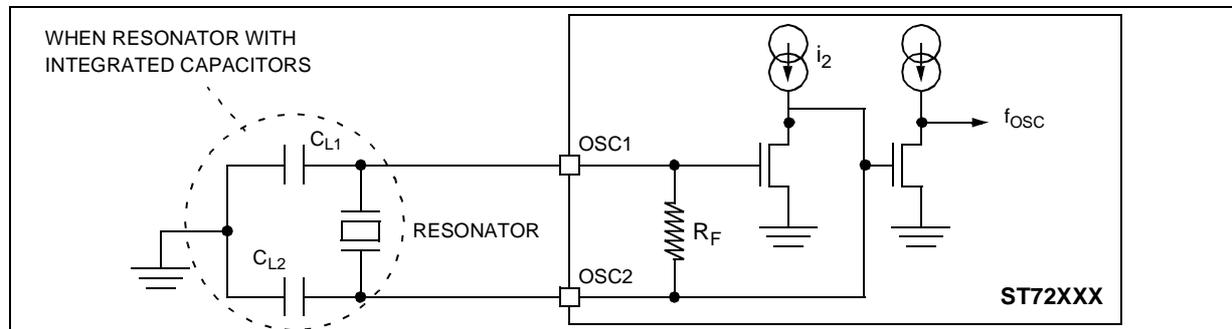 WHEN RESONATOR WITH
INTEGRATED CAPACITORS
i2
fOSC
CL1
OSC1
RESONATOR
RF
CL2
OSC2
ST72XXX